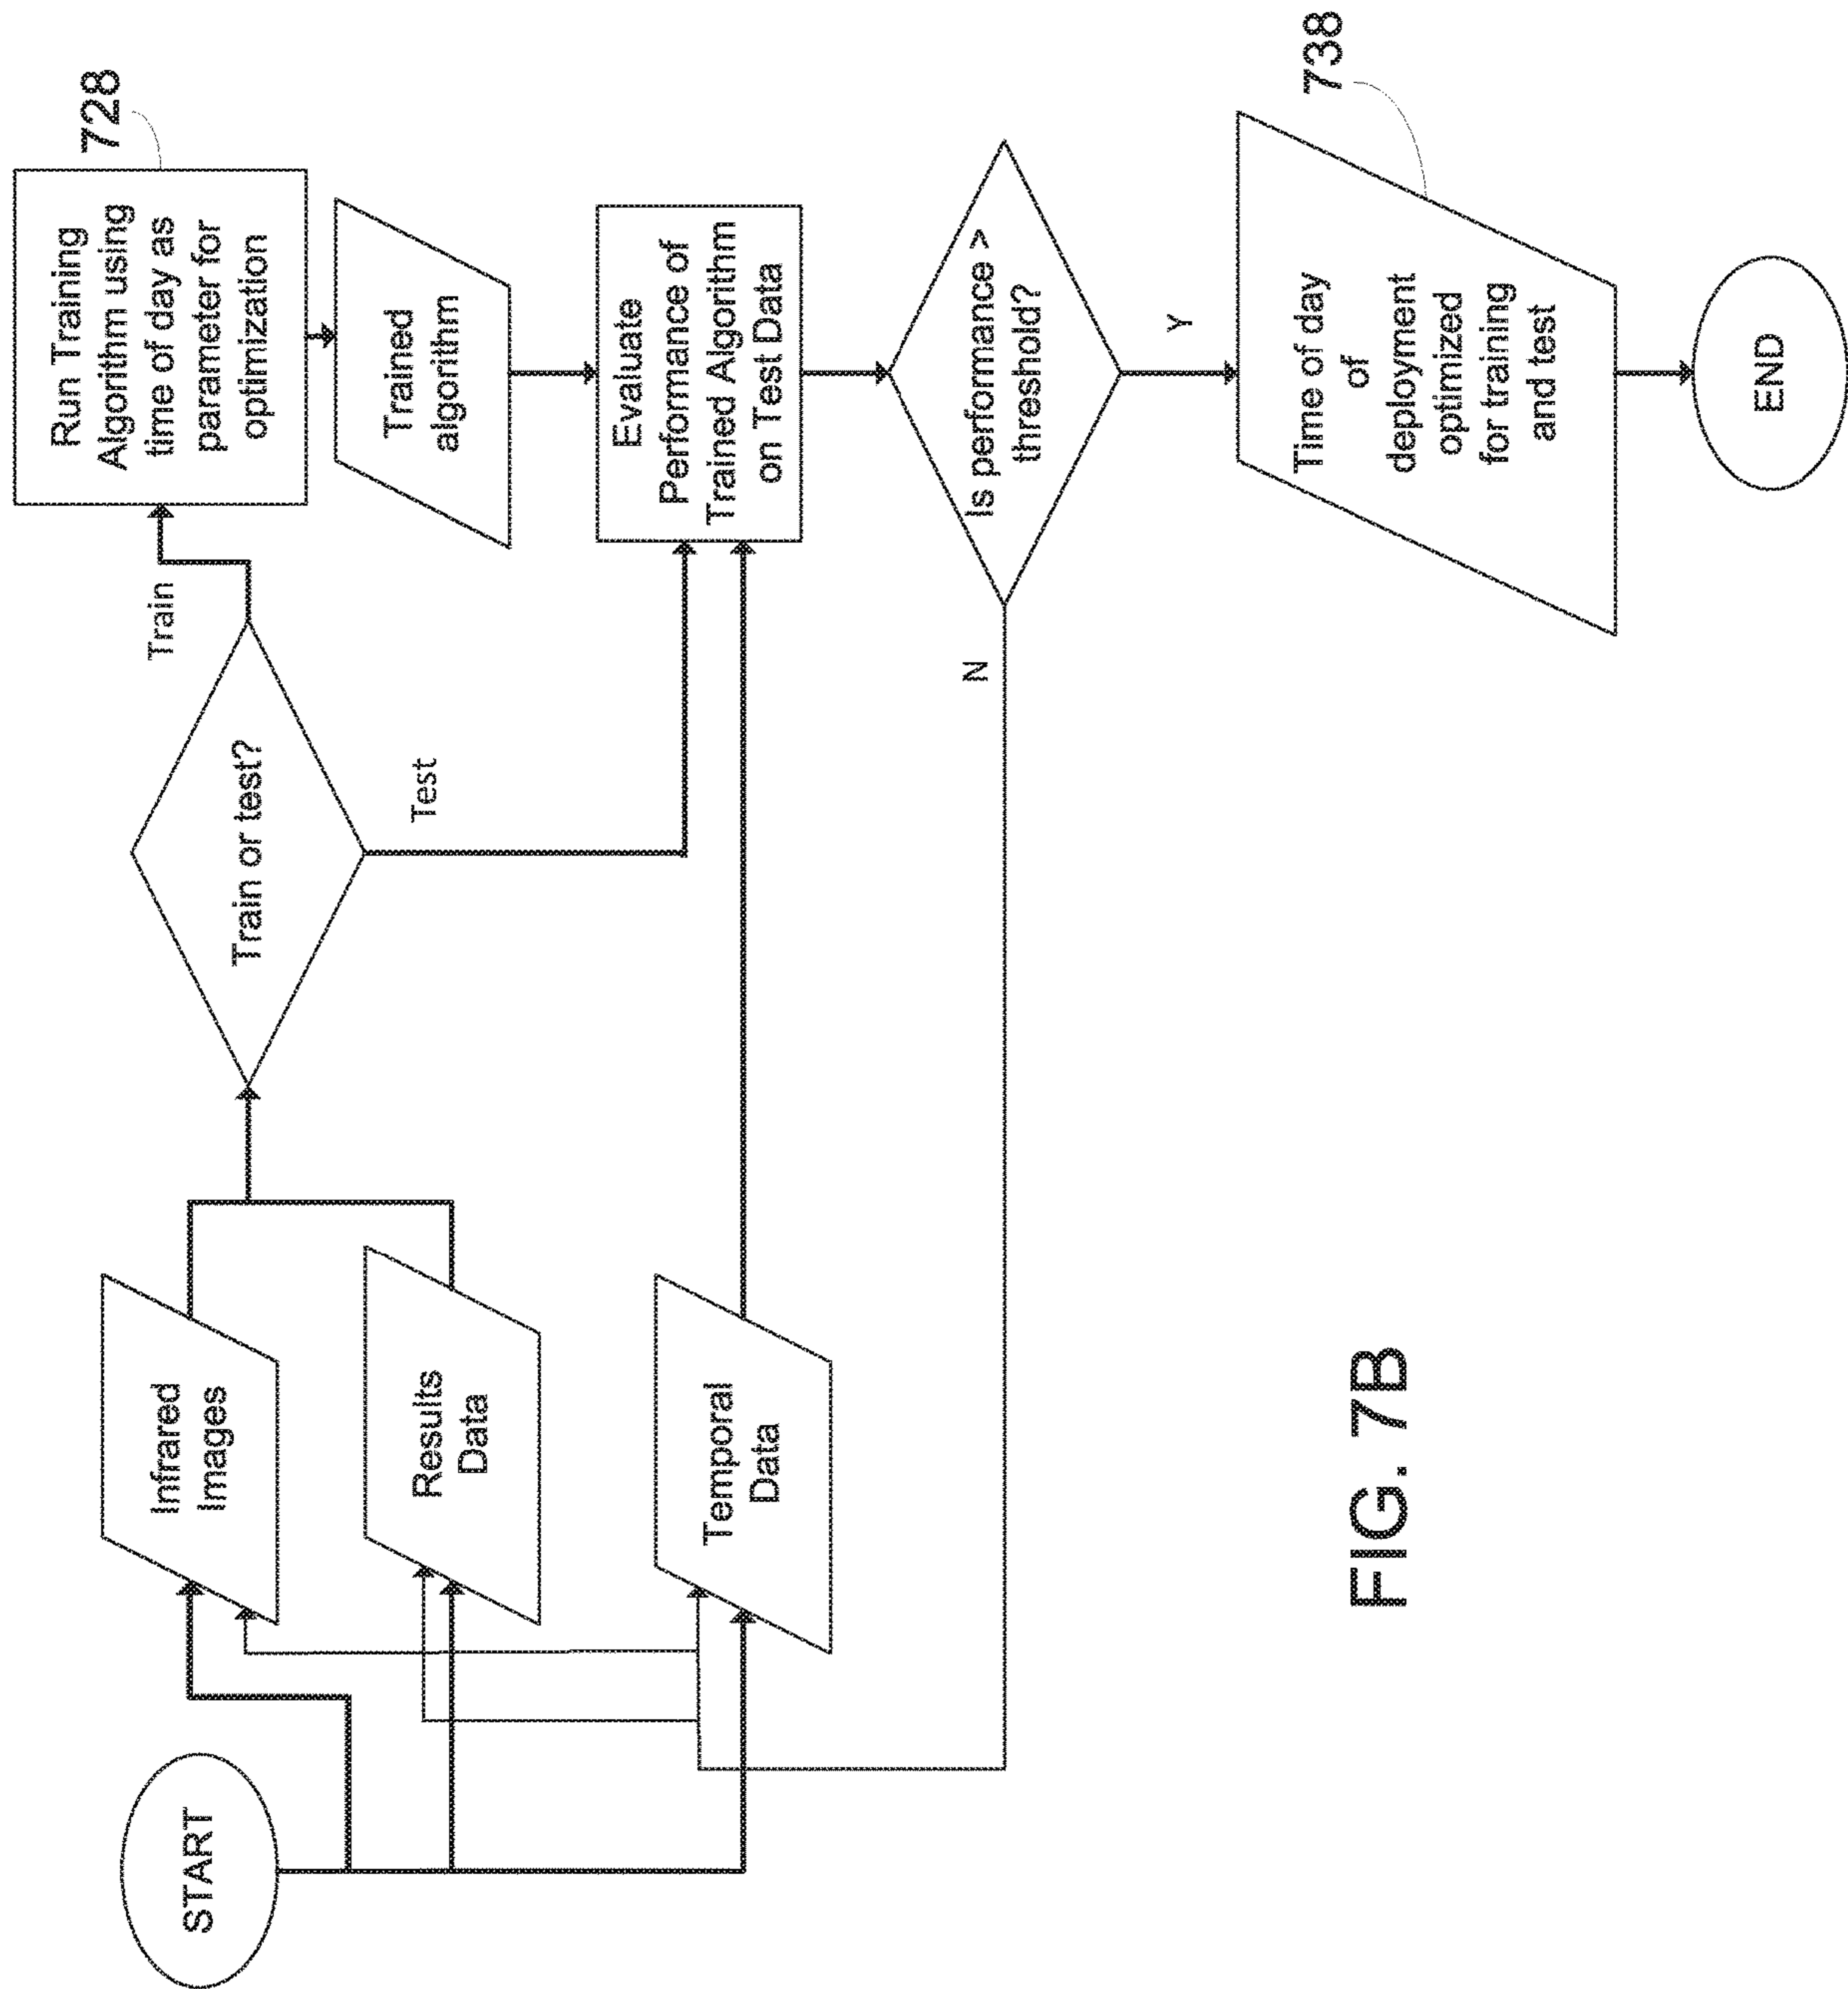 START
Infrared
Images
Results
Data
Temporal
Data
Train or test?
Train
Test
Run Training
Algorithm using
time of day as
parameter for
optimization
728
Trained
algorithm
Evaluate
Performance of
Trained Algorithm
on Test Data
Is performance >
threshold?
N
Y
Time of day
of
deployment
optimized
for training
and test
738
END
FIG. 7B